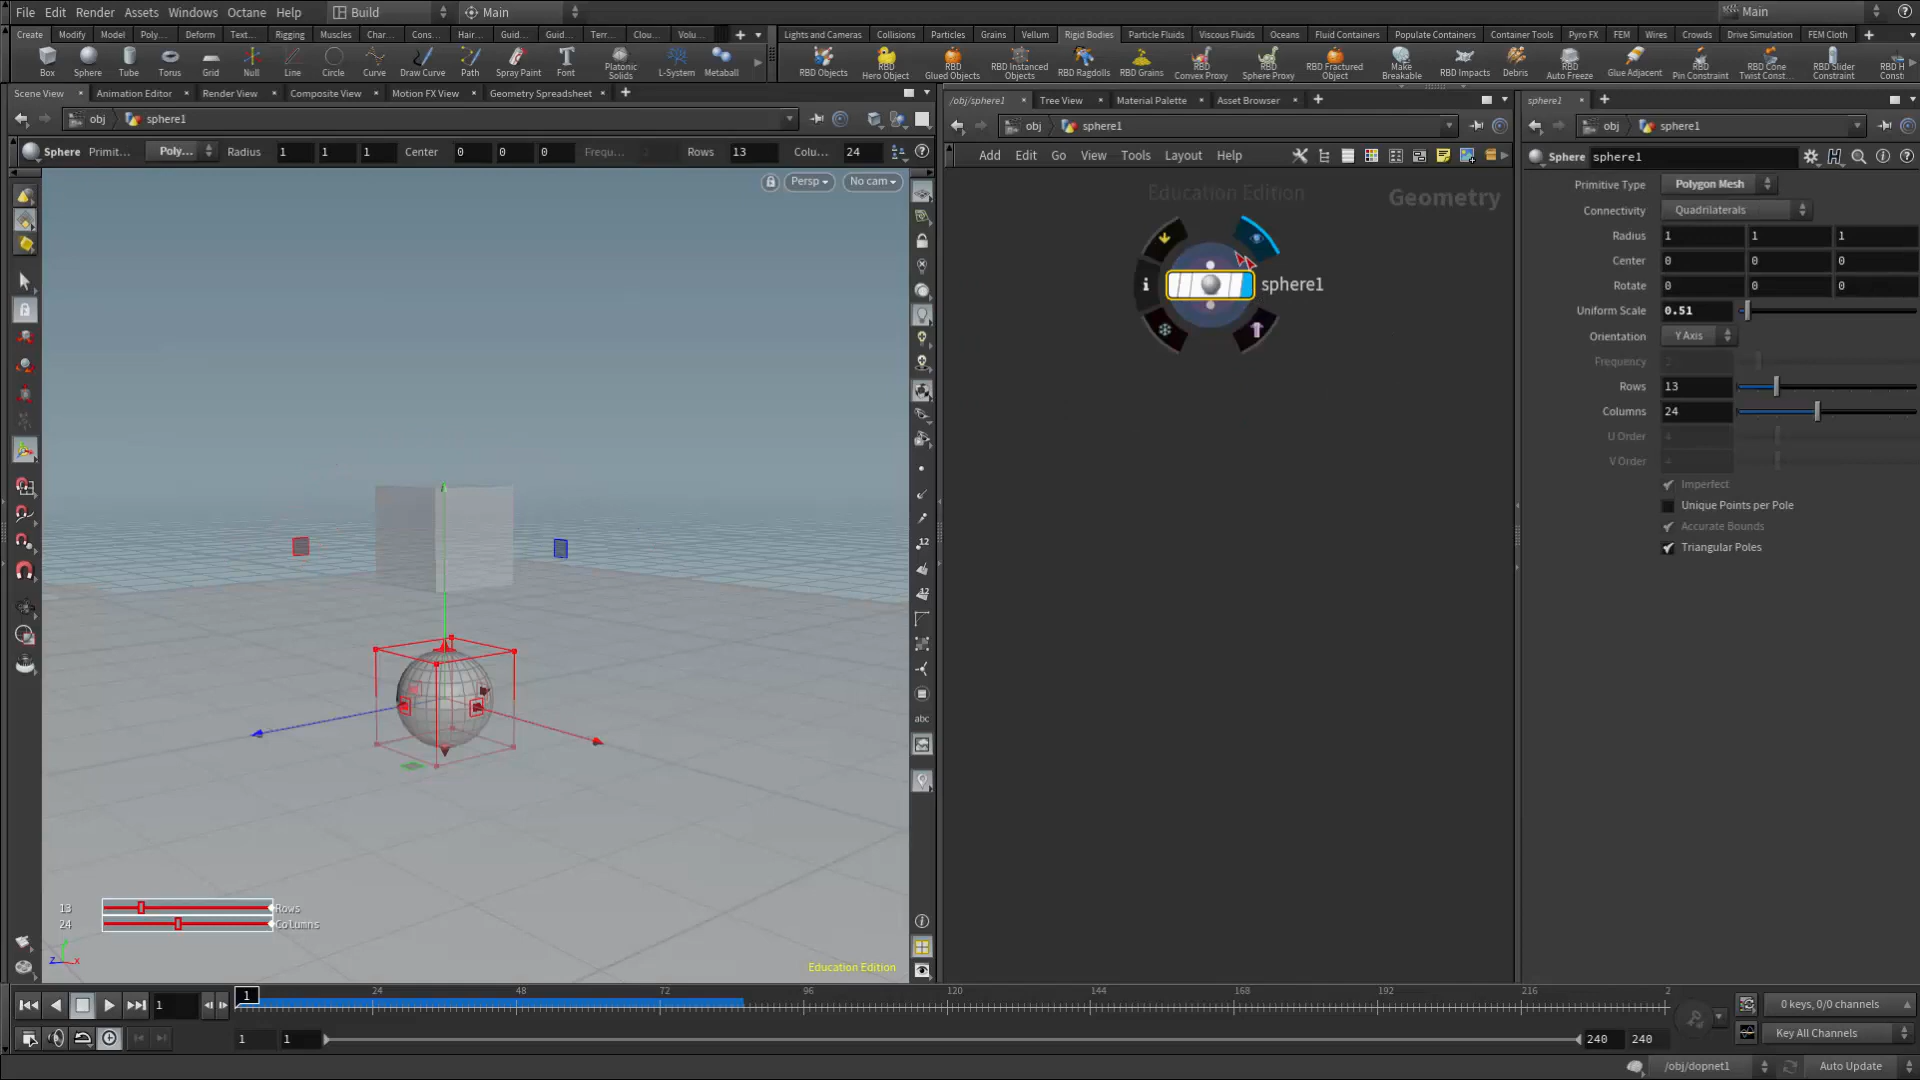 File Edit Render Assets Windows Octane Help Build Main Main
Create Modify Model Poly... Deform Text... Rigging Muscles Char... Cons... Hair... Guid... Guid... Terr... Clou... Volu...
Lights and Cameras Collisions Particles Grains Vellum Rigid Bodies Particle Fluids Viscous Fluids Oceans Fluid Containers Populate Containers Container Tools Pyro FX FEM Wires Crowds Drive Simulation FEM Cloth
Box Sphere Tube Torus Grid Null Line Circle Curve Draw Curve Path Spray Paint Font Platonic Solids L-System Metaball
RBD Objects RBD Hero Object RBD Glued Objects RBD Instanced Objects RBD Ragdolls RBD Grains RBD Convex Proxy RBD Sphere Proxy RBD Fractured Object Make Breakable RBD Impacts Debris RBD Auto Freeze Glue Adjacent RBD Pin Constraint RBD Cone Twist Const... RBD Slider Constraint RBD H Consti
Scene View Animation Editor Render View Composite View Motion FX View Geometry Spreadsheet
obj sphere1
Sphere Primit... Poly... Radius 1 1 1 Center 0 0 0 Frequ... 2 Rows 13 Colu... 24
Persp No cam
12
12
abc
13 Rows
24 Columns
z x
Education Edition
/obj/sphere1 Tree View Material Palette Asset Browser
obj sphere1
Add Edit Go View Tools Layout Help
Education Edition
Geometry
sphere1
sphere1
obj sphere1
Sphere sphere1
Primitive Type Polygon Mesh
Connectivity Quadrilaterals
Radius 1 1 1
Center 0 0 0
Rotate 0 0 0
Uniform Scale 0.51
Orientation Y Axis
Frequency 2
Rows 13
Columns 24
U Order 4
V Order 4
Imperfect
Unique Points per Pole
Accurate Bounds
Triangular Poles
1 1 24 48 72 96 120 144 168 192 216 2
0 keys, 0/0 channels
1 1 240 240
Key All Channels
/obj/dopnet1 Auto Update